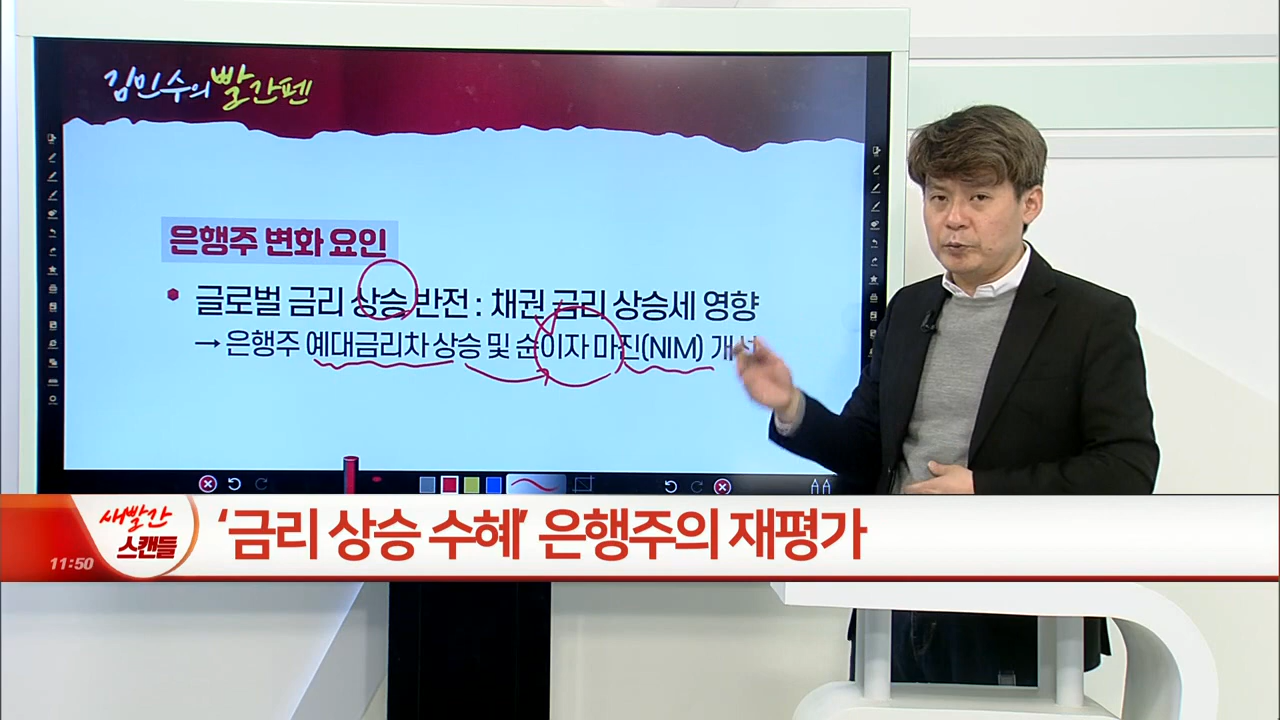 김민수의 빨간펜
은행주 변화 요인
글로벌 금리 상승 반전 : 채권 금리 상승세 영향
→ 은행주 예대금리차 상승 및 순이자 마진(NIM) 개선
새빨간
스캔들
11:50
‘금리 상승 수혜’ 은행주의 재평가